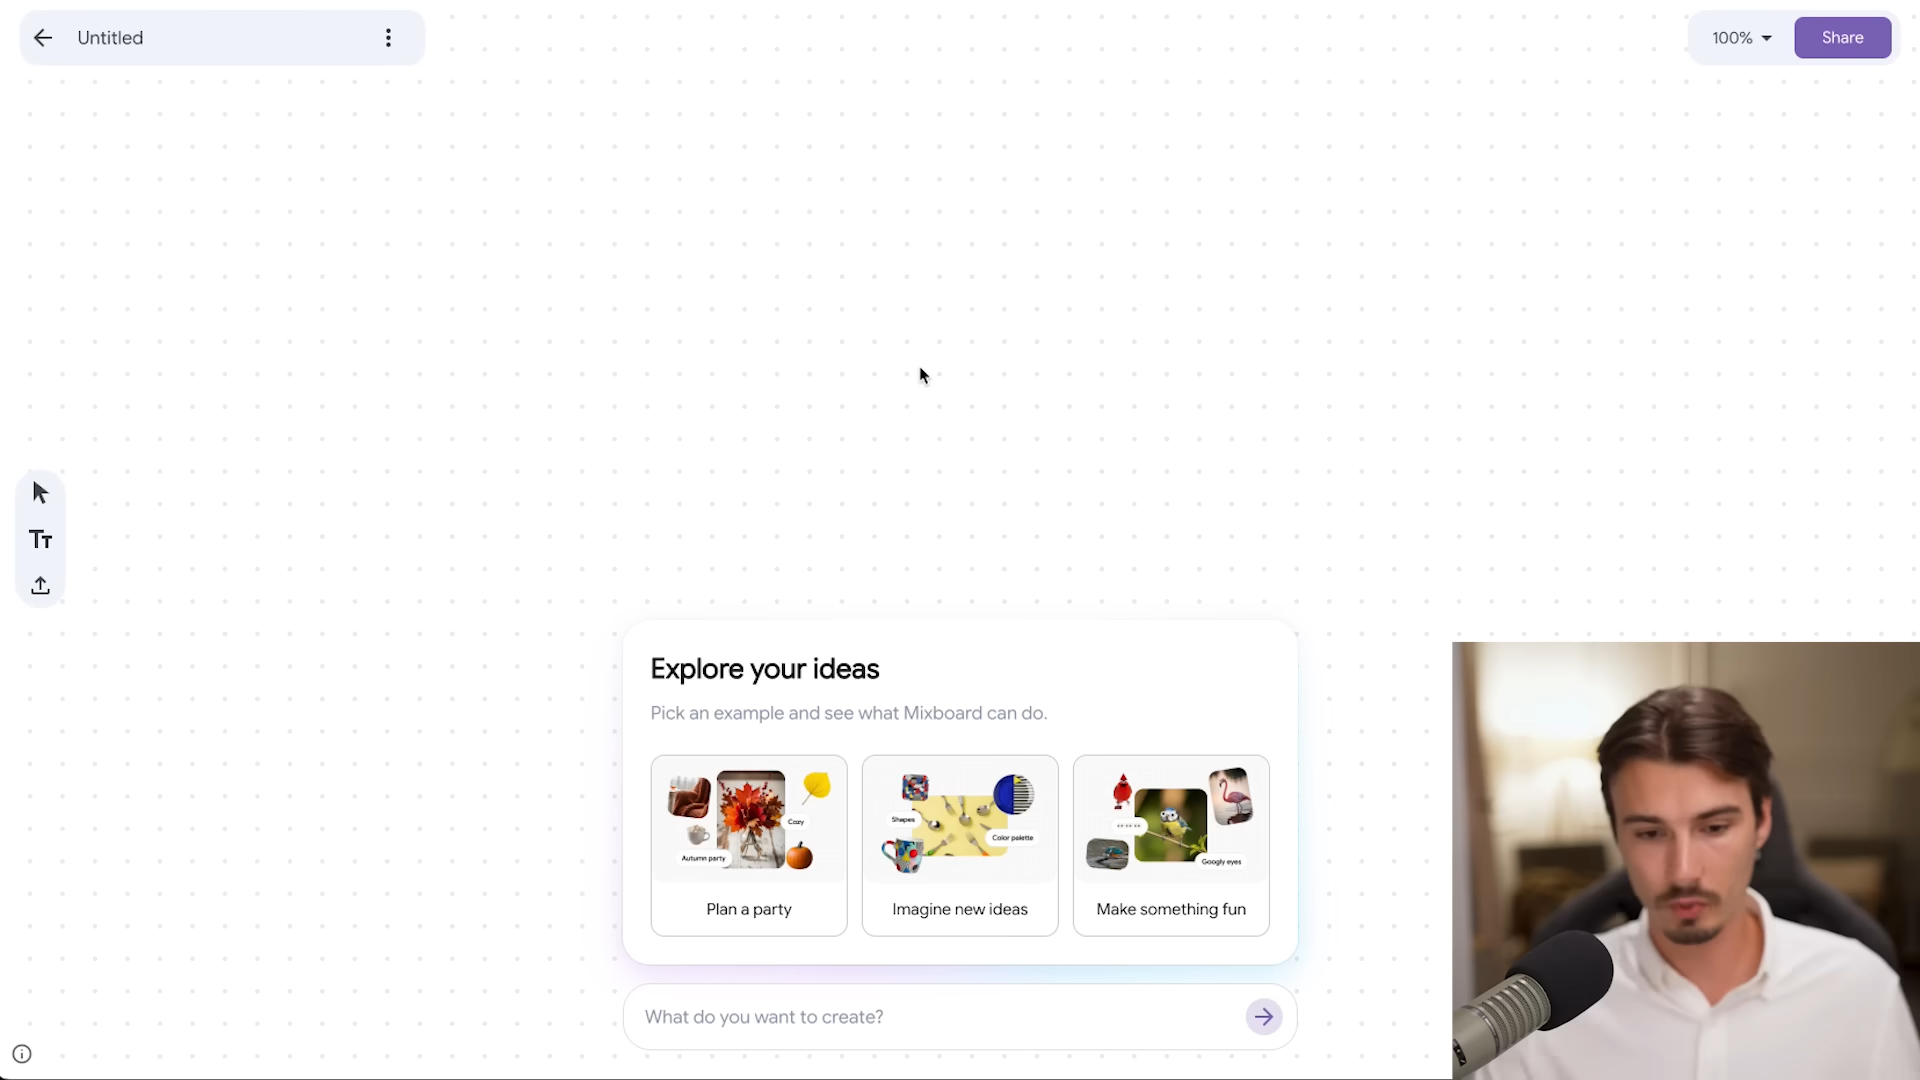 Untitled
100%
Share
Explore your ideas
Pick an example and see what Mixboard can do.
Cozy
Autumn party
Shapes
Color palette
Googly eyes
Plan a party
Imagine new ideas
Make something fun
What do you want to create?